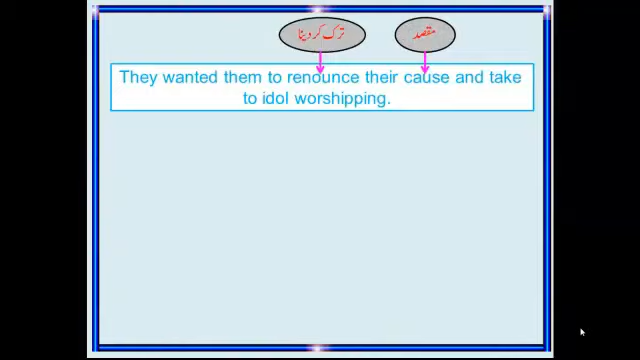 ترک کر دینا
مقصد
They wanted them to renounce their cause and take
to idol worshipping.